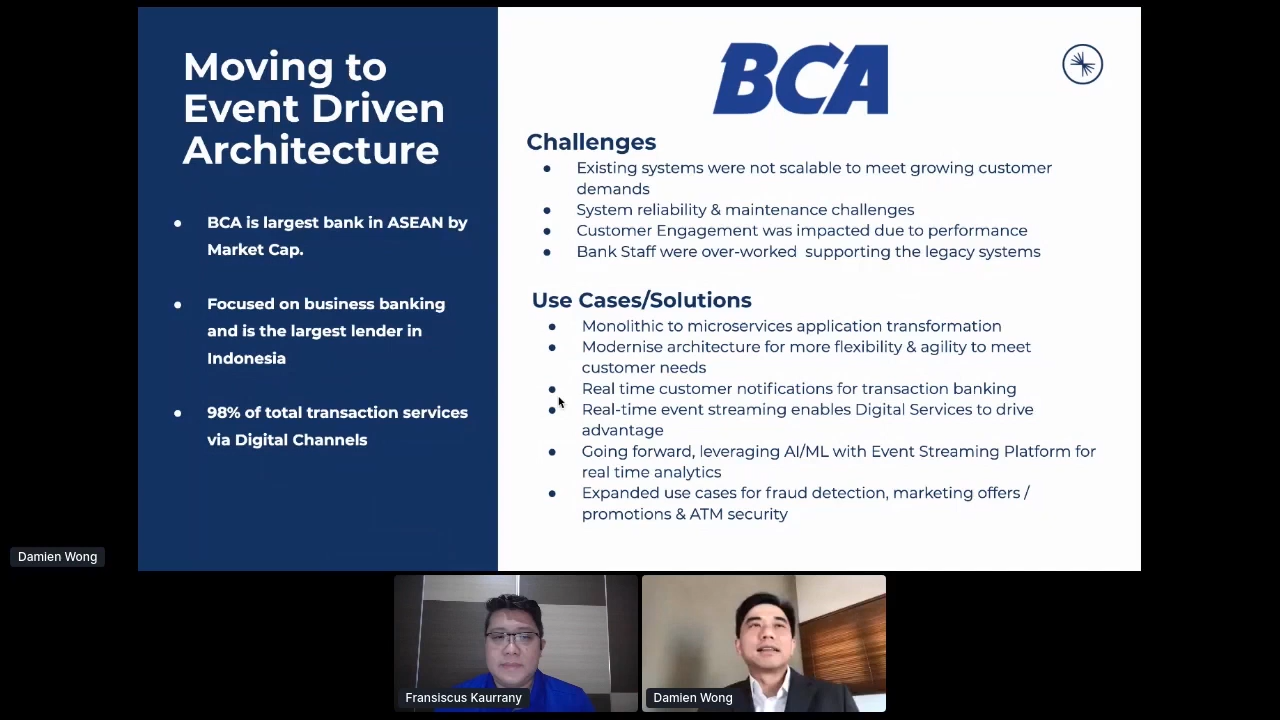 Moving to
Event Driven
Architecture
● BCA is largest bank in ASEAN by
Market Cap.
● Focused on business banking
and is the largest lender in
Indonesia
● 98% of total transaction services
via Digital Channels
BCA
Challenges
● Existing systems were not scalable to meet growing customer
demands
● System reliability & maintenance challenges
● Customer Engagement was impacted due to performance
● Bank Staff were over-worked  supporting the legacy systems
Use Cases/Solutions
● Monolithic to microservices application transformation
● Modernise architecture for more flexibility & agility to meet
customer needs
● Real time customer notifications for transaction banking
● Real-time event streaming enables Digital Services to drive
advantage
● Going forward, leveraging AI/ML with Event Streaming Platform for
real time analytics
● Expanded use cases for fraud detection, marketing offers /
promotions & ATM security
Damien Wong
Fransiscus Kaurrany
Damien Wong